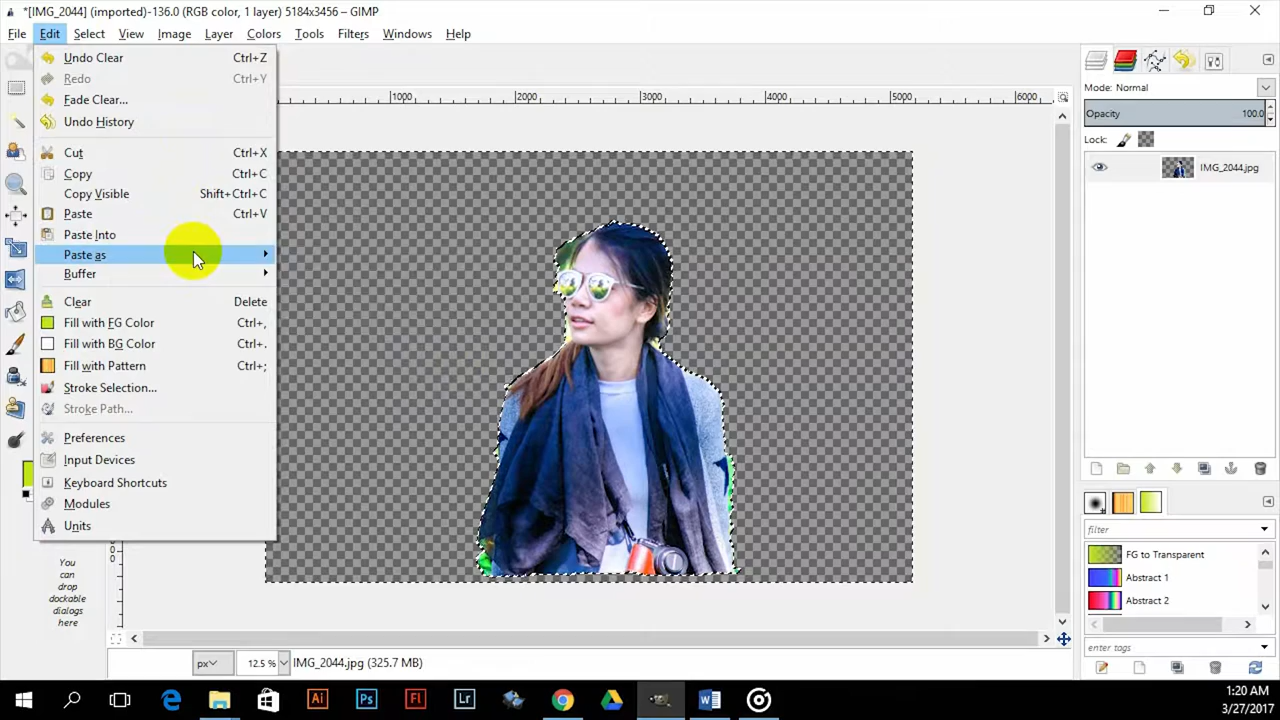 *[IMG_2044] (imported)-136.0 (RGB color, 1 layer) 5184x3456 – GIMP
File Edit Select View Image Layer Colors Tools Filters Windows Help
Undo Clear Ctrl+Z
Redo Ctrl+Y
Fade Clear...
Undo History
Cut Ctrl+X
Copy Ctrl+C
Copy Visible Shift+Ctrl+C
Paste Ctrl+V
Paste Into
Paste as
Buffer
Clear Delete
Fill with FG Color Ctrl+,
Fill with BG Color Ctrl+.
Fill with Pattern Ctrl+;
Stroke Selection...
Stroke Path...
Preferences
Input Devices
Keyboard Shortcuts
Modules
Units
You
can
drop
dockable
dialogs
here
1000 2000 3000 4000 5000 6000
px 12.5 % IMG_2044.jpg (325.7 MB)
Mode: Normal
Opacity 100.0
Lock:
IMG_2044.jpg
filter
FG to Transparent
Abstract 1
Abstract 2
enter tags
Ai Ps Fl Lr
1:20 AM
3/27/2017